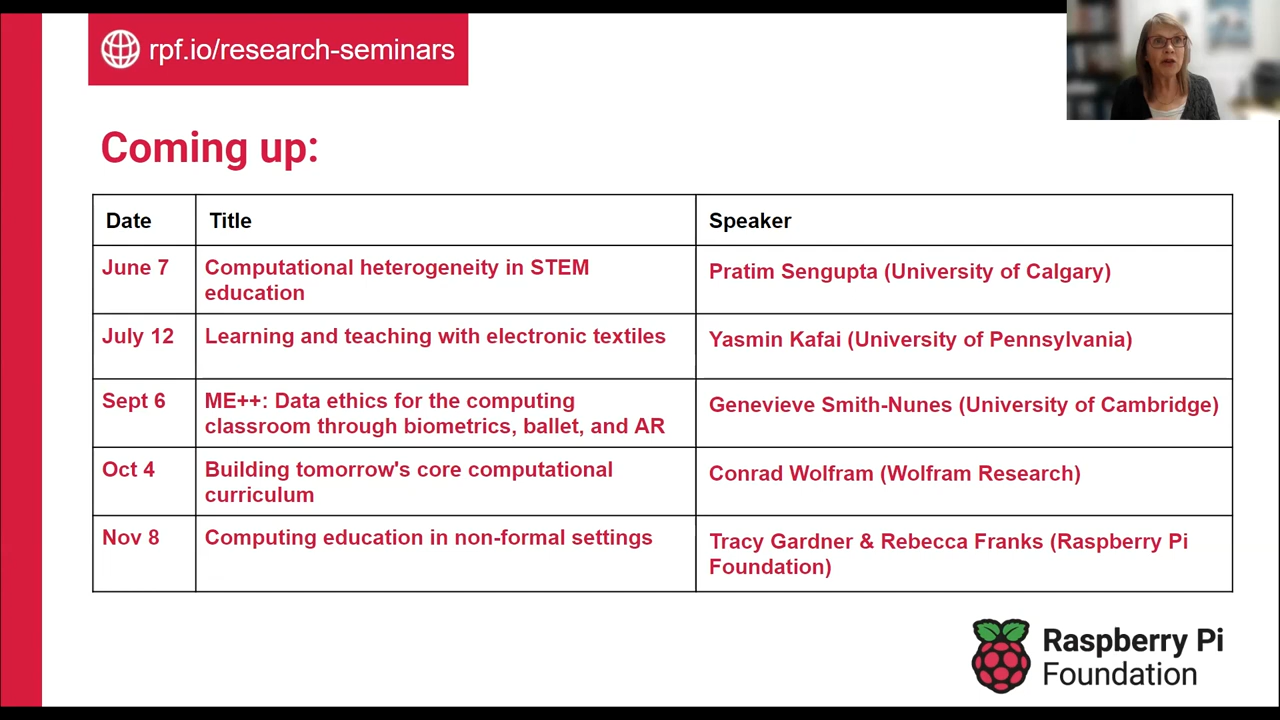 rpf.io/research-seminars
Coming up:
Date Title Speaker
June 7 Computational heterogeneity in STEM
education
Pratim Sengupta (University of Calgary)
July 12 Learning and teaching with electronic textiles Yasmin Kafai (University of Pennsylvania)
Sept 6 ME++: Data ethics for the computing
classroom through biometrics, ballet, and AR
Genevieve Smith-Nunes (University of Cambridge)
Oct 4 Building tomorrow's core computational
curriculum
Conrad Wolfram (Wolfram Research)
Nov 8 Computing education in non-formal settings Tracy Gardner & Rebecca Franks (Raspberry Pi
Foundation)
Raspberry Pi
Foundation